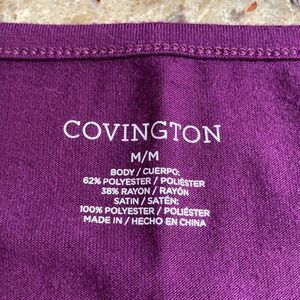 COVINGTON
M/M
BODY / CUERPO:
62% POLYESTER / POLIÉSTER
38% RAYON / RAYÓN
SATIN / SATÉN:
100% POLYESTER / POLIÉSTER
MADE IN / HECHO EN CHINA